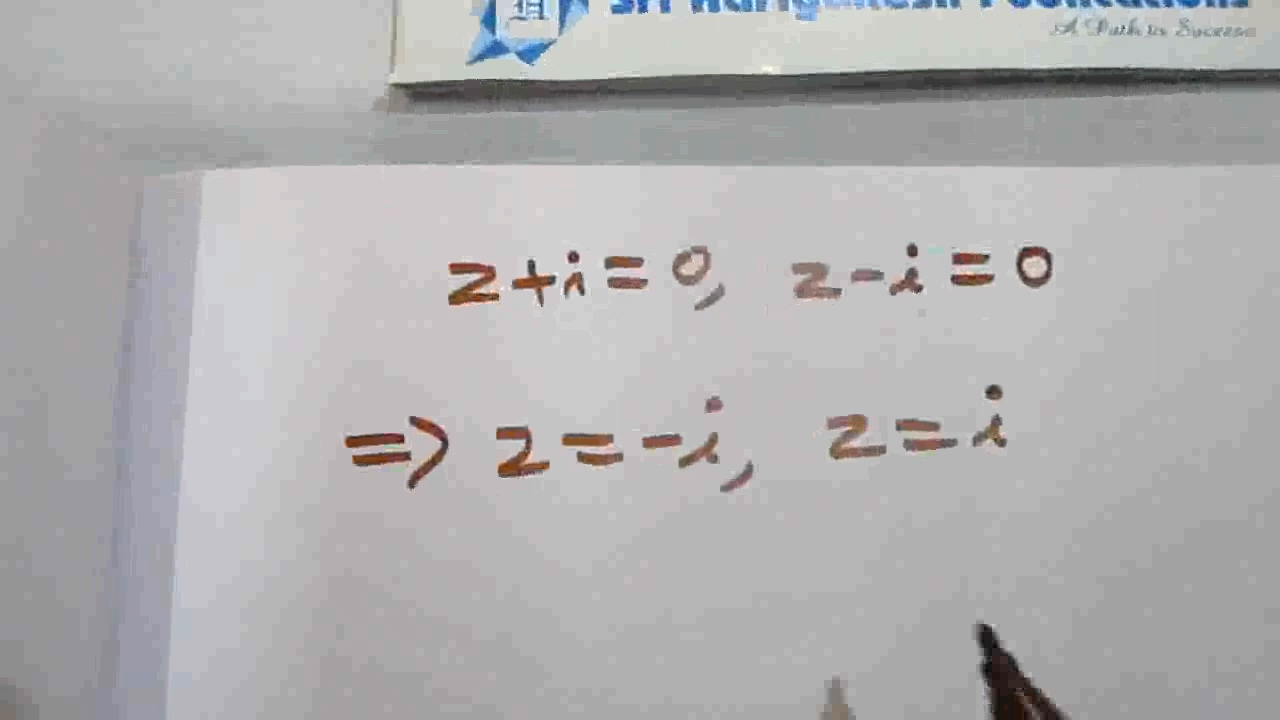 A Path to Success
z+i=0, z-i=0
=> z=-i, z=i